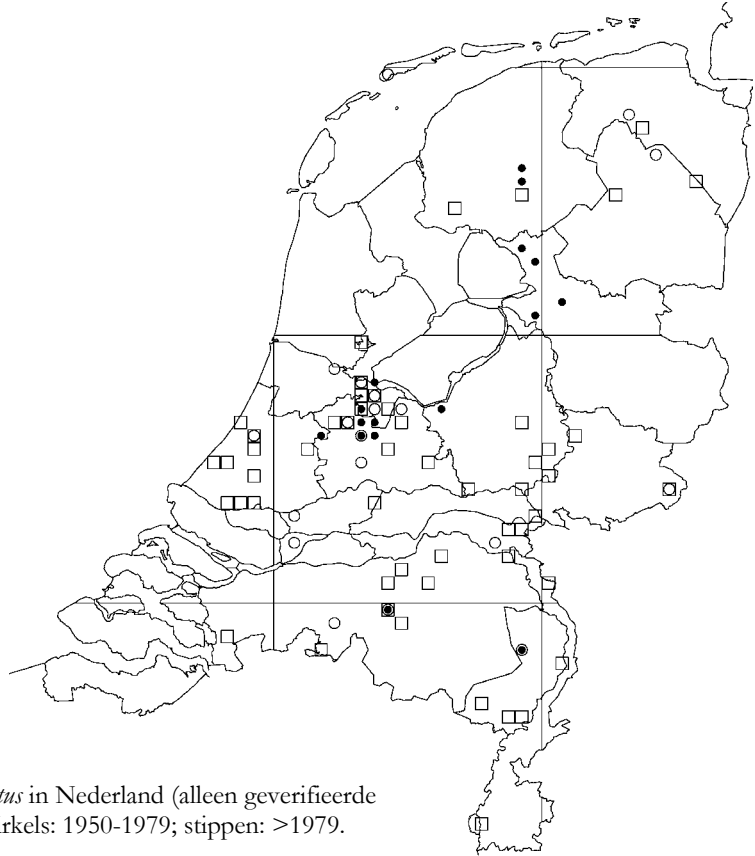 tus in Nederland (alleen geverifieerde
rkels: 1950-1979; stippen: >1979.